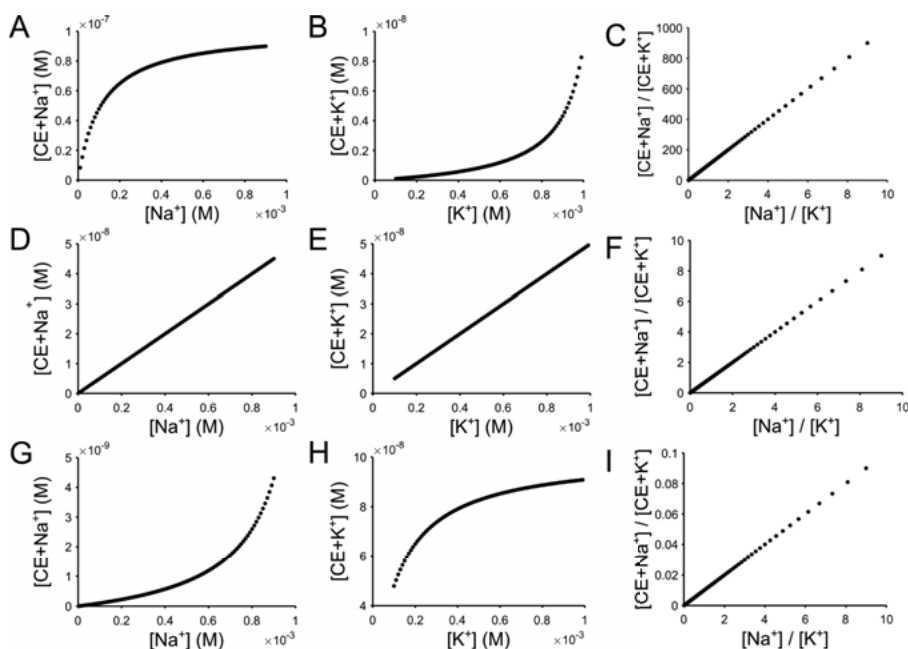 A
×10⁻⁷
[CE+Na⁺] (M)
1
0.8
0.6
0.4
0.2
0
0 0.2 0.4 0.6 0.8 1
[Na⁺] (M) ×10⁻³
B
×10⁻⁸
[CE+K⁺] (M)
1
0.8
0.6
0.4
0.2
0
0 0.2 0.4 0.6 0.8 1
[K⁺] (M) ×10⁻³
C
[CE+Na⁺] / [CE+K⁺]
1000
800
600
400
200
0
0 2 4 6 8 10
[Na⁺] / [K⁺]
D
×10⁻⁸
[CE+Na⁺] (M)
5
4
3
2
1
0
0 0.2 0.4 0.6 0.8 1
[Na⁺] (M) ×10⁻³
E
×10⁻⁸
[CE+K⁺] (M)
5
4
3
2
1
0
0 0.2 0.4 0.6 0.8 1
[K⁺] (M) ×10⁻³
F
[CE+Na⁺] / [CE+K⁺]
10
8
6
4
2
0
0 2 4 6 8 10
[Na⁺] / [K⁺]
G
×10⁻⁹
[CE+Na⁺] (M)
5
4
3
2
1
0
0 0.2 0.4 0.6 0.8 1
[Na⁺] (M) ×10⁻³
H
×10⁻⁸
[CE+K⁺] (M)
10
8
6
4
0 0.2 0.4 0.6 0.8 1
[K⁺] (M) ×10⁻³
I
[CE+Na⁺] / [CE+K⁺]
0.1
0.08
0.06
0.04
0.02
0
0 2 4 6 8 10
[Na⁺] / [K⁺]